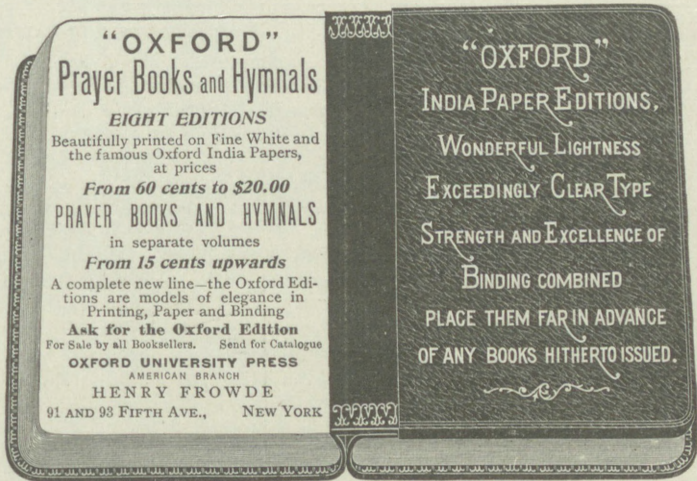 "OXFORD"
Prayer Books and Hymnals
EIGHT EDITIONS
Beautifully printed on Fine White and
the famous Oxford India Papers,
at prices
From 60 cents to $20.00
PRAYER BOOKS AND HYMNALS
in separate volumes
From 15 cents upwards
A complete new line—the Oxford Edi-
tions are models of elegance in
Printing, Paper and Binding
Ask for the Oxford Edition
For Sale by all Booksellers. Send for Catalogue
OXFORD UNIVERSITY PRESS
AMERICAN BRANCH
HENRY FROWDE
91 AND 93 FIFTH AVE., NEW YORK
"OXFORD"
INDIA PAPER EDITIONS,
WONDERFUL LIGHTNESS
EXCEEDINGLY CLEAR TYPE
STRENGTH AND EXCELLENCE OF
BINDING COMBINED
PLACE THEM FAR IN ADVANCE
OF ANY BOOKS HITHERTO ISSUED.